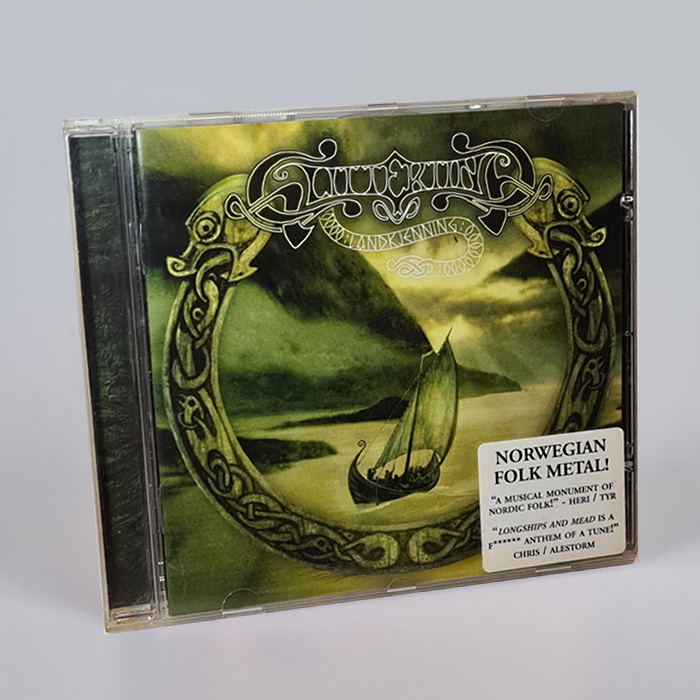 GLITTERTIND
LANDKJENNING
NORWEGIAN
FOLK METAL!
“A MUSICAL MONUMENT OF
NORDIC FOLK!” - HERI / TYR
“LONGSHIPS AND MEAD IS A
F****** ANTHEM OF A TUNE!”
CHRIS / ALESTORM